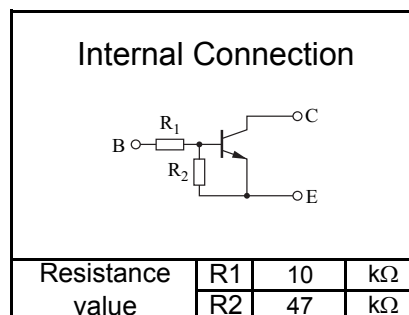 Internal Connection
C
R1
B
R2
E
Resistance value R1 10 kΩ
R2 47 kΩ